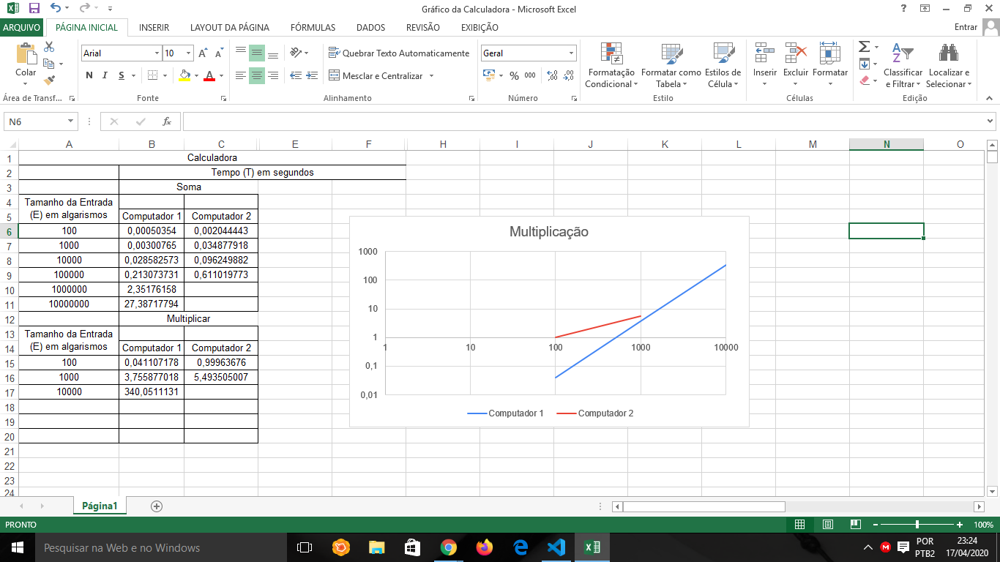 Gráfico da Calculadora - Microsoft Excel
ARQUIVO PÁGINA INICIAL INSERIR LAYOUT DA PÁGINA FÓRMULAS DADOS REVISÃO EXIBIÇÃO Entrar
Colar
Arial 10
Quebrar Texto Automaticamente
Geral
N I S
Mesclar e Centralizar
% 000
Formatação Condicional
Formatar como Tabela
Estilos de Célula
Inserir Excluir Formatar
Classificar e Filtrar
Localizar e Selecionar
Área de Transf... Fonte Alinhamento Número Estilo Células Edição
N6 fx
A B C E F H I J K L M N O
1 Calculadora
2 Tempo (T) em segundos
3 Soma
4 Tamanho da Entrada
5 (E) em algarismos Computador 1 Computador 2
6 100 0,00050354 0,002044443
7 1000 0,00300765 0,034877918
8 10000 0,028582573 0,096249882
9 100000 0,213073731 0,611019773
10 1000000 2,35176158
11 10000000 27,38717794
12 Multiplicar
13 Tamanho da Entrada
14 (E) em algarismos Computador 1 Computador 2
15 100 0,041107178 0,99963676
16 1000 3,755877018 5,493505007
17 10000 340,0511131
18
19
20
21
22
23
24
Multiplicação
1000
100
10
1
0,1
0,01
1 10 100 1000 10000
Computador 1 Computador 2
Página1
PRONTO 100%
Pesquisar na Web e no Windows
POR
PTB2
23:24
17/04/2020